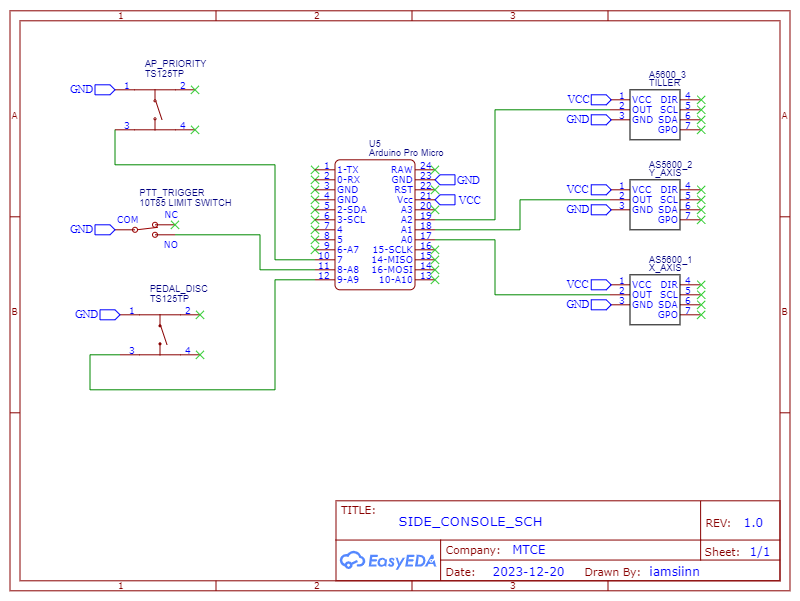 1 2 3
A A
B B
AP_PRIORITY
TS125TP
GND 1 2
3 4
PTT_TRIGGER
10T85 LIMIT SWITCH
GND COM NC
NO
PEDAL_DISC
TS125TP
GND 1 2
3 4
U5
Arduino Pro Micro
1 1-TX RAW 24
2 0-RX GND 23 GND
3 GND RST 22
4 GND Vcc 21 VCC
5 2-SDA A3 20
6 3-SCL A2 19
7 4 A1 18
8 5 A0 17
9 6-A7 15-SCLK 16
10 7 14-MISO 15
11 8-A8 16-MOSI 14
12 9-A9 10-A10 13
A5600_3
TILLER
VCC 1 VCC DIR 4
2 OUT SCL 5
GND 3 GND SDA 6
GPO 7
AS5600_2
Y_AXIS
VCC 1 VCC DIR 4
2 OUT SCL 5
GND 3 GND SDA 6
GPO 7
AS5600_1
X_AXIS
VCC 1 VCC DIR 4
2 OUT SCL 5
GND 3 GND SDA 6
GPO 7
TITLE:
SIDE_CONSOLE_SCH
REV: 1.0
EasyEDA
Company: MTCE
Sheet: 1/1
Date: 2023-12-20 Drawn By: iamsiinn
1 2 3